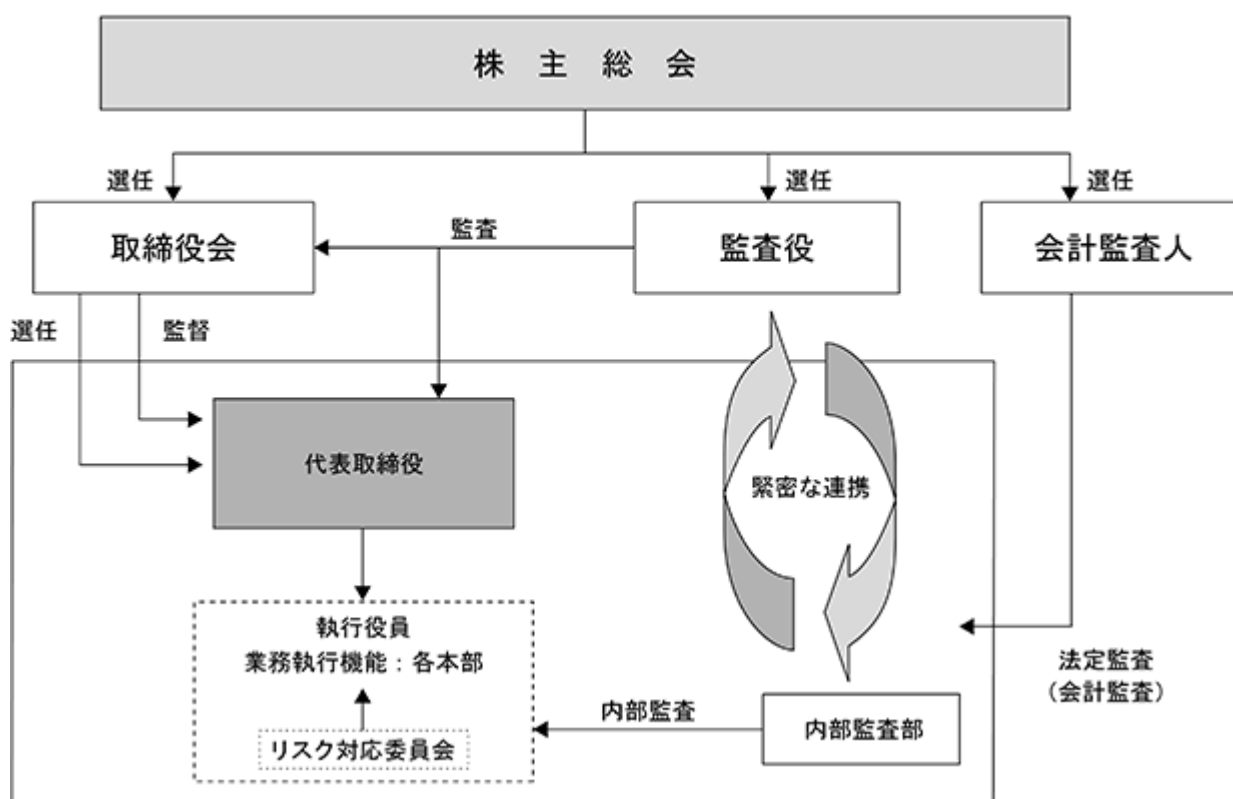 株主総会
選任
選任
選任
取締役会
監査
監査役
会計監査人
選任
監督
代表取締役
緊密な連携
執行役員
業務執行機能：各本部
リスク対応委員会
内部監査
内部監査部
法定監査
（会計監査）